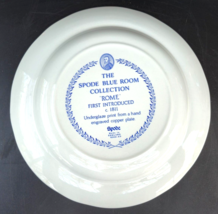 THE
SPODE BLUE ROOM
COLLECTION
'ROME'
FIRST INTRODUCED
c. 1811
Underglaze print from a hand
engraved copper plate
Spode